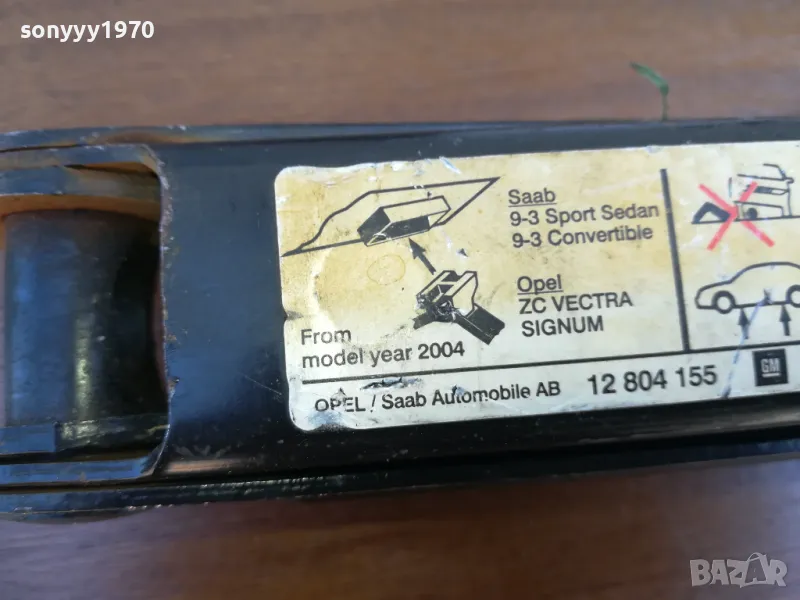 sonyyy1970
Saab
9-3 Sport Sedan
9-3 Convertible
Opel
ZC VECTRA
SIGNUM
From
model year 2004
OPEL / Saab Automobile AB 12 804 155 GM
BAZAR